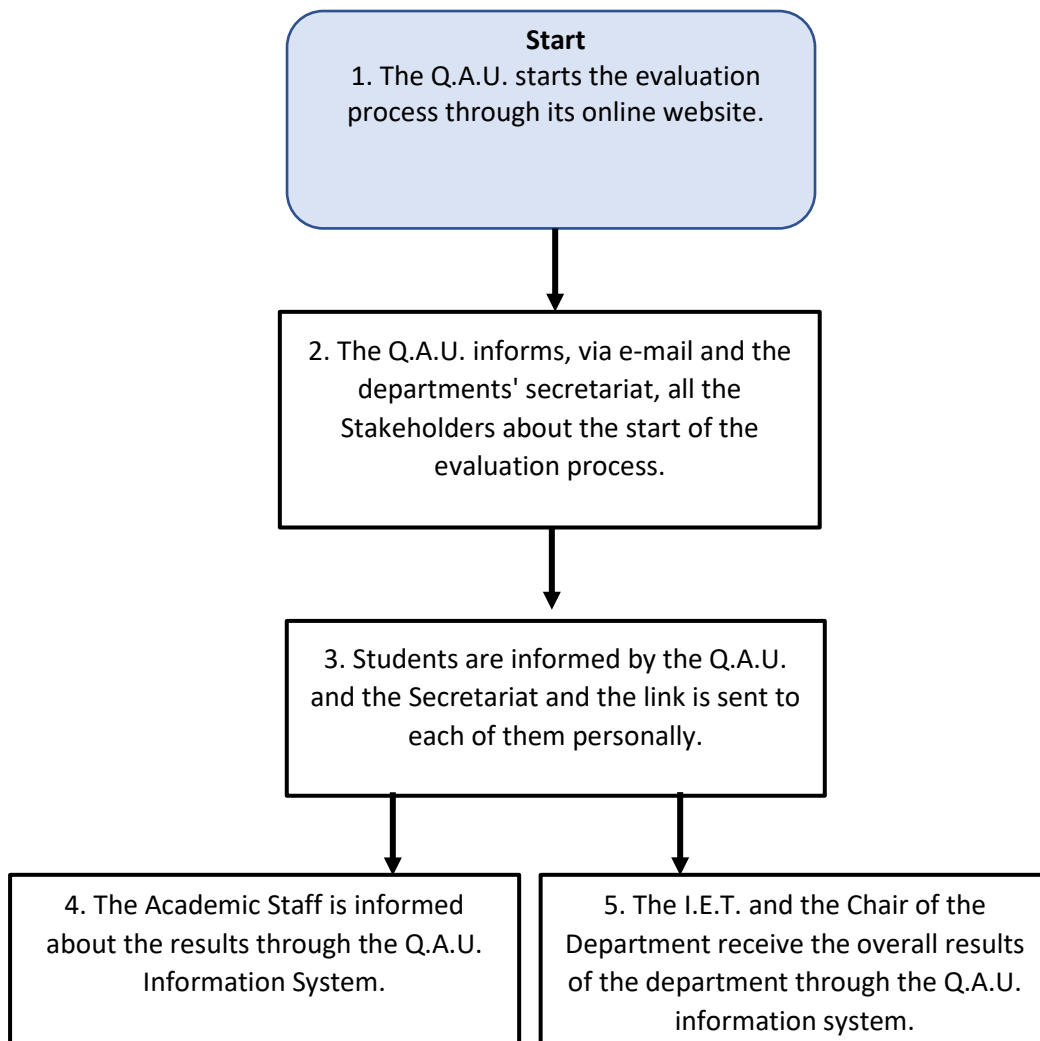 Start
1. The Q.A.U. starts the evaluation
process through its online website.
2. The Q.A.U. informs, via e-mail and the
departments' secretariat, all the
Stakeholders about the start of the
evaluation process.
3. Students are informed by the Q.A.U.
and the Secretariat and the link is sent to
each of them personally.
4. The Academic Staff is informed
about the results through the Q.A.U.
Information System.
5. The I.E.T. and the Chair of the
Department receive the overall results
of the department through the Q.A.U.
information system.